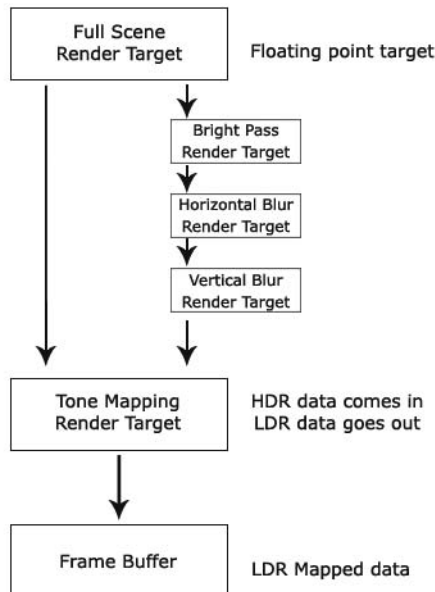 Full Scene
Render Target
Floating point target
Bright Pass
Render Target
Horizontal Blur
Render Target
Vertical Blur
Render Target
Tone Mapping
Render Target
HDR data comes in
LDR data goes out
Frame Buffer
LDR Mapped data